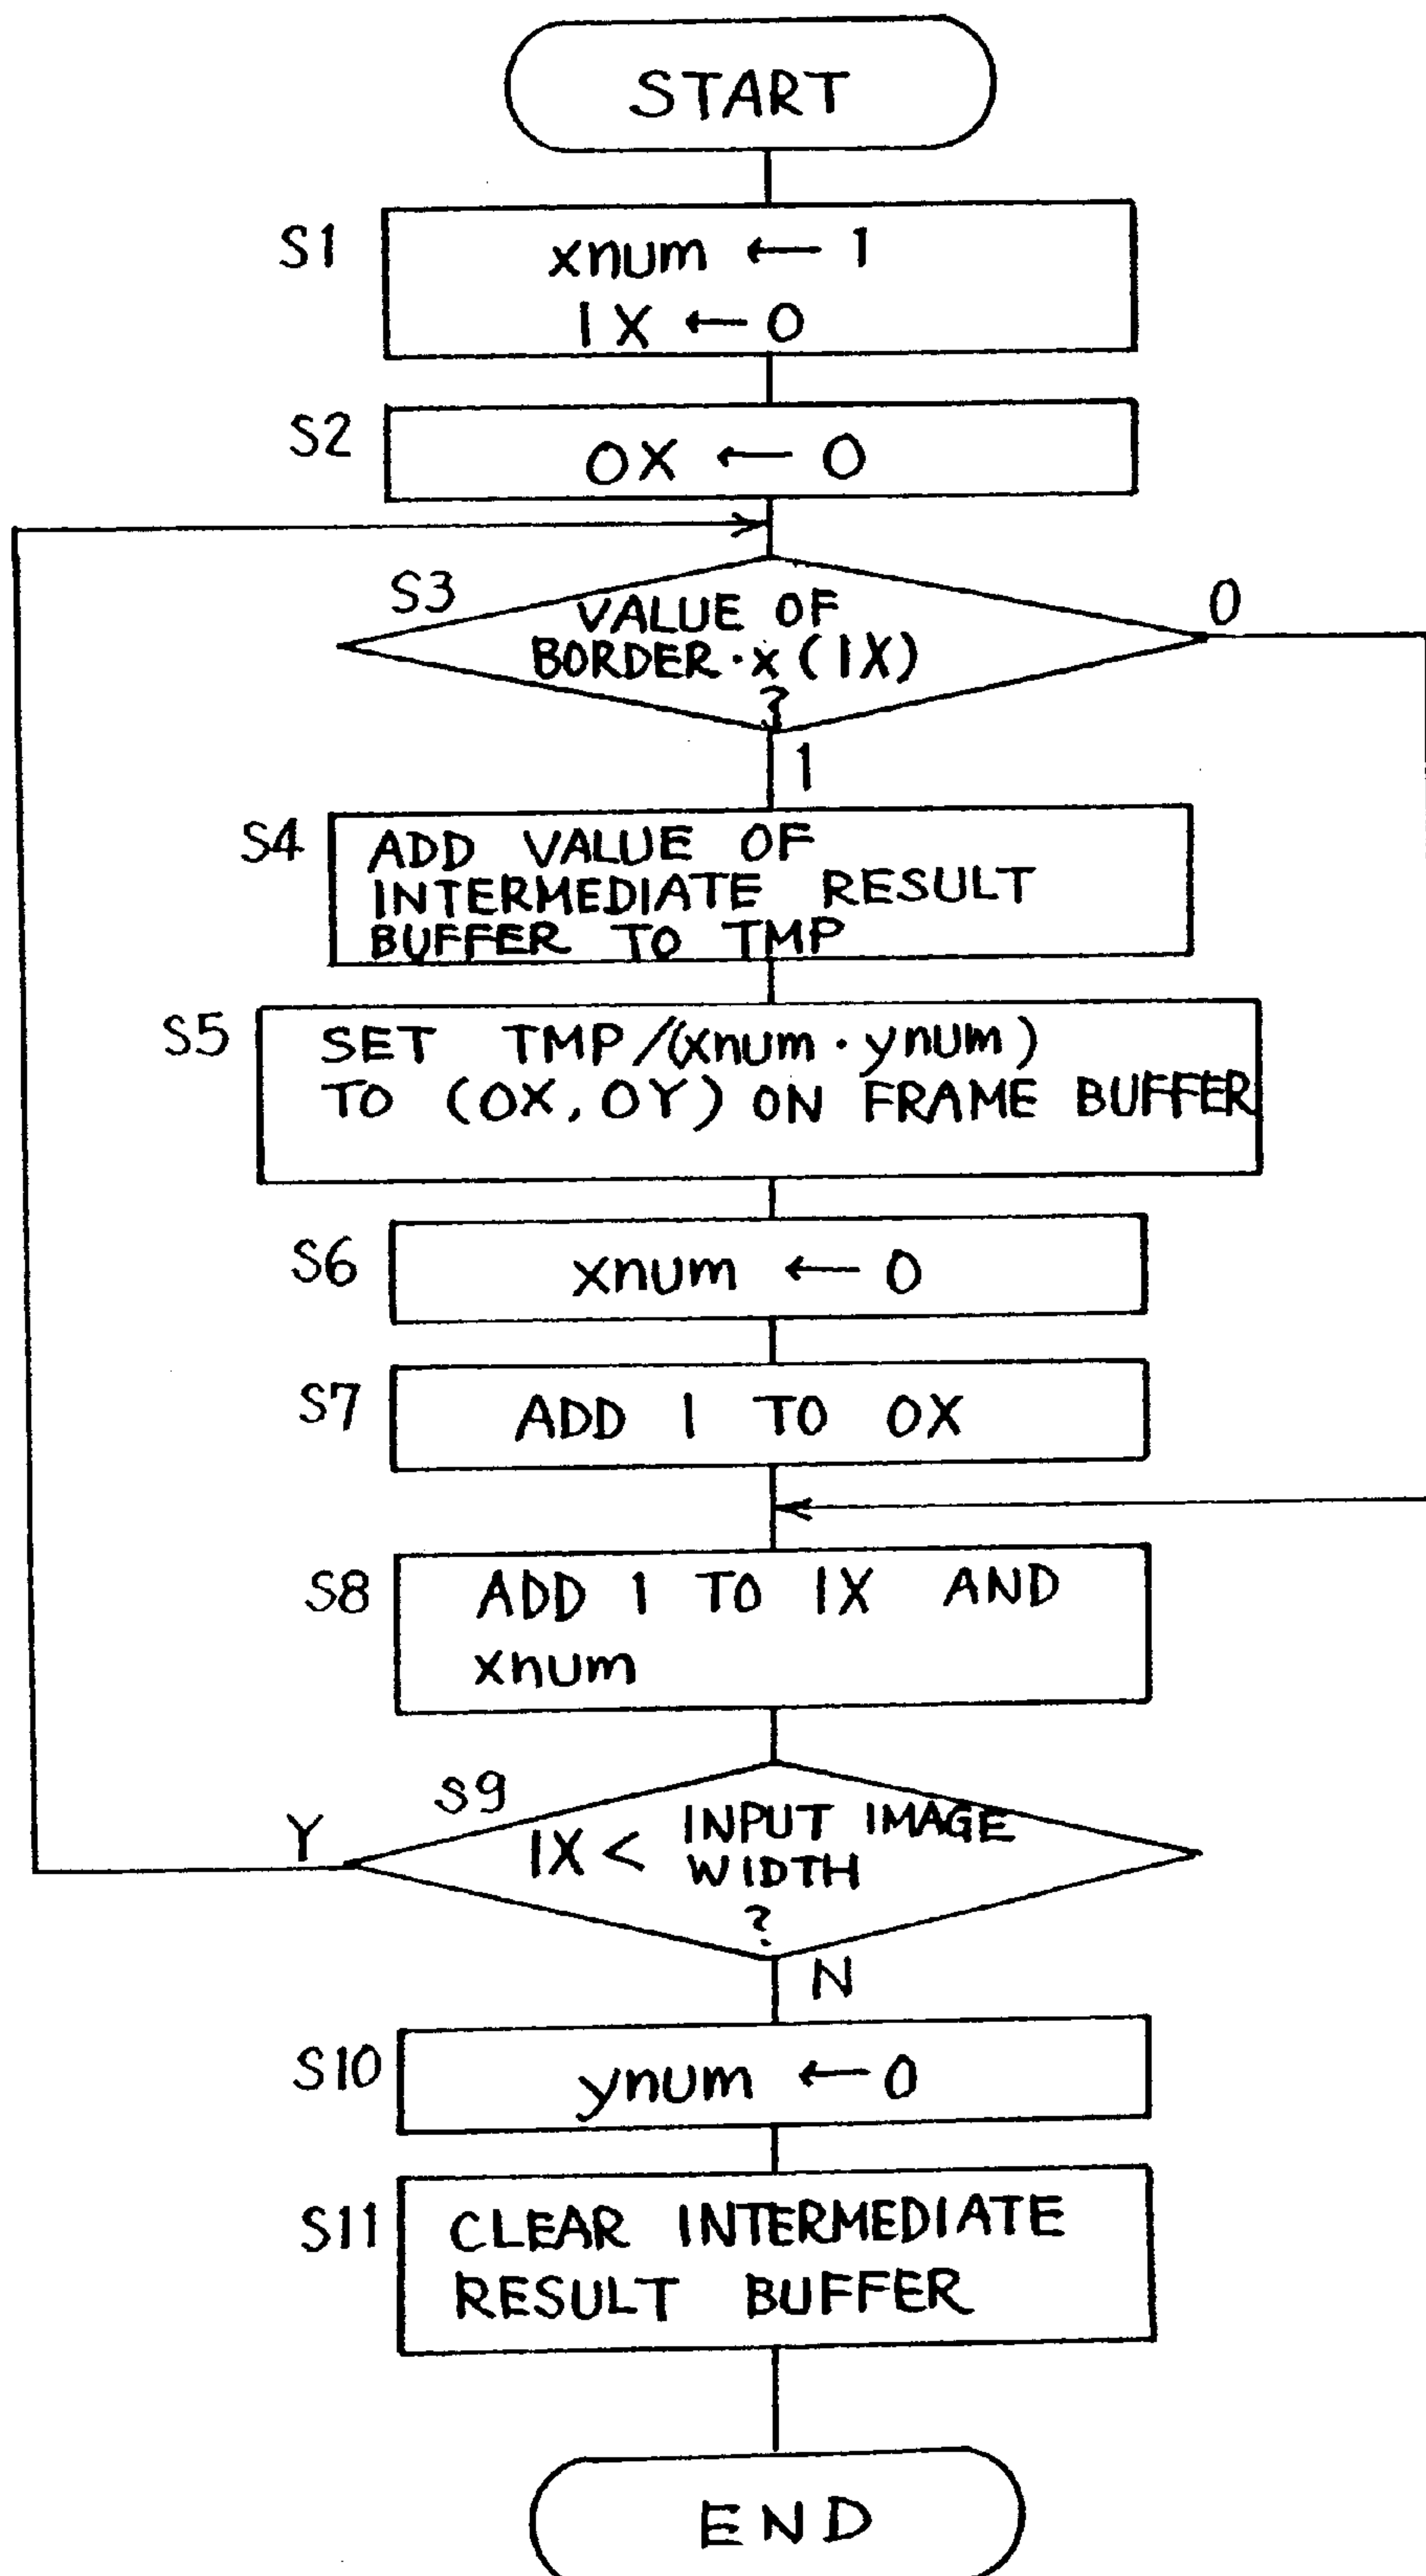 START
S1
xnum ← 1
IX ← 0
S2
OX ← 0
S3
VALUE OF
BORDER·x (IX)
?
0
1
S4
ADD VALUE OF
INTERMEDIATE RESULT
BUFFER TO TMP
S5
SET TMP/(xnum · ynum)
TO (OX, OY) ON FRAME BUFFER
S6
xnum ← 0
S7
ADD 1 TO OX
S8
ADD 1 TO IX AND
xnum
S9
IX < INPUT IMAGE
WIDTH
?
Y
N
S10
ynum ← 0
S11
CLEAR INTERMEDIATE
RESULT BUFFER
END